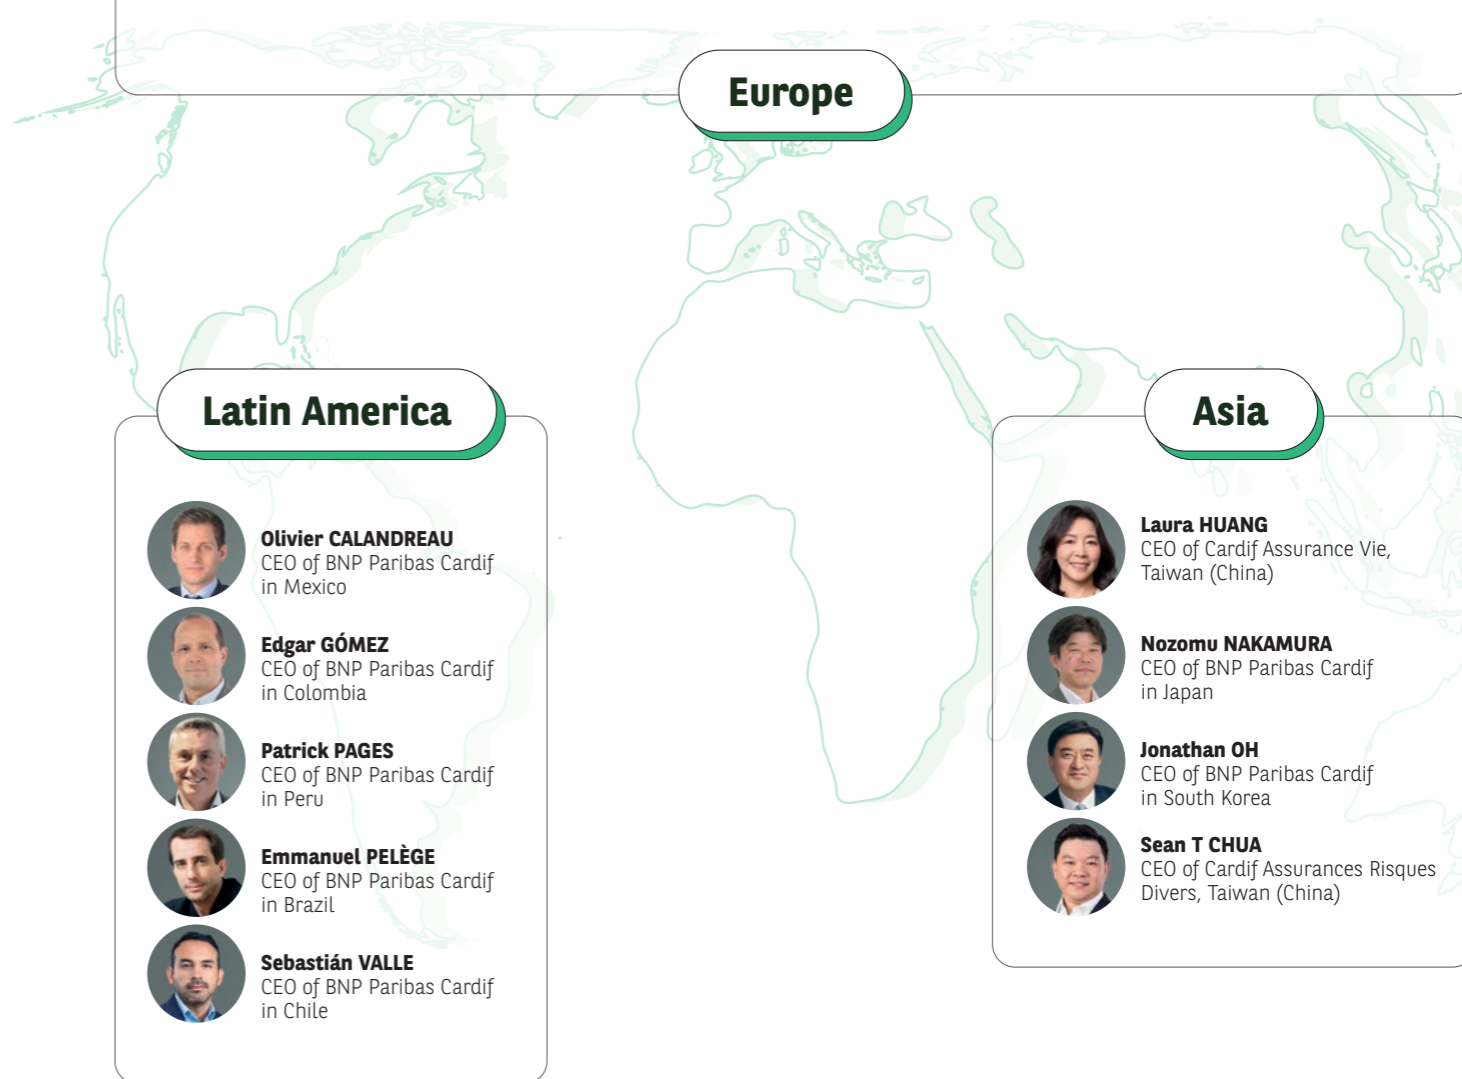 Europe
Latin America
Olivier CALANDREAU
CEO of BNP Paribas Cardif
in Mexico
Edgar GÓMEZ
CEO of BNP Paribas Cardif
in Colombia
Patrick PAGES
CEO of BNP Paribas Cardif
in Peru
Emmanuel PELÈGE
CEO of BNP Paribas Cardif
in Brazil
Sebastián VALLE
CEO of BNP Paribas Cardif
in Chile
Asia
Laura HUANG
CEO of Cardif Assurance Vie,
Taiwan (China)
Nozomu NAKAMURA
CEO of BNP Paribas Cardif
in Japan
Jonathan OH
CEO of BNP Paribas Cardif
in South Korea
Sean T CHUA
CEO of Cardif Assurances Risques
Divers, Taiwan (China)